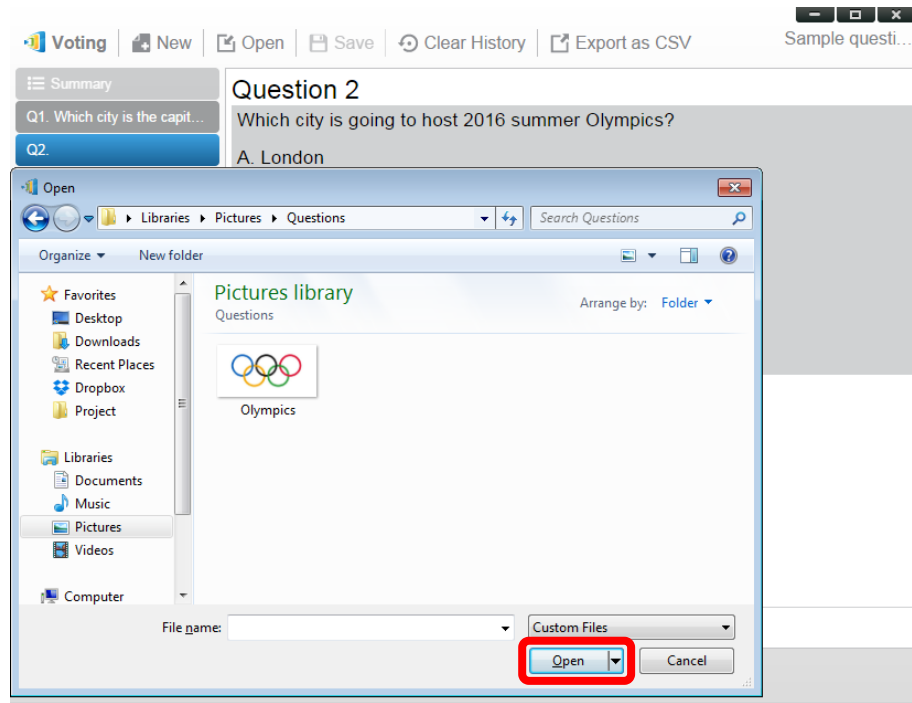 Voting New Open Save Clear History Export as CSV Sample questi...
Summary
Question 2
Q1. Which city is the capit...
Which city is going to host 2016 summer Olympics?
Q2.
A. London
Open
Libraries Pictures Questions Search Questions
Organize New folder
Favorites
Desktop
Downloads
Recent Places
Dropbox
Project
Libraries
Documents
Music
Pictures
Videos
Computer
Pictures library
Questions
Arrange by: Folder
Olympics
File name: Custom Files
Open Cancel